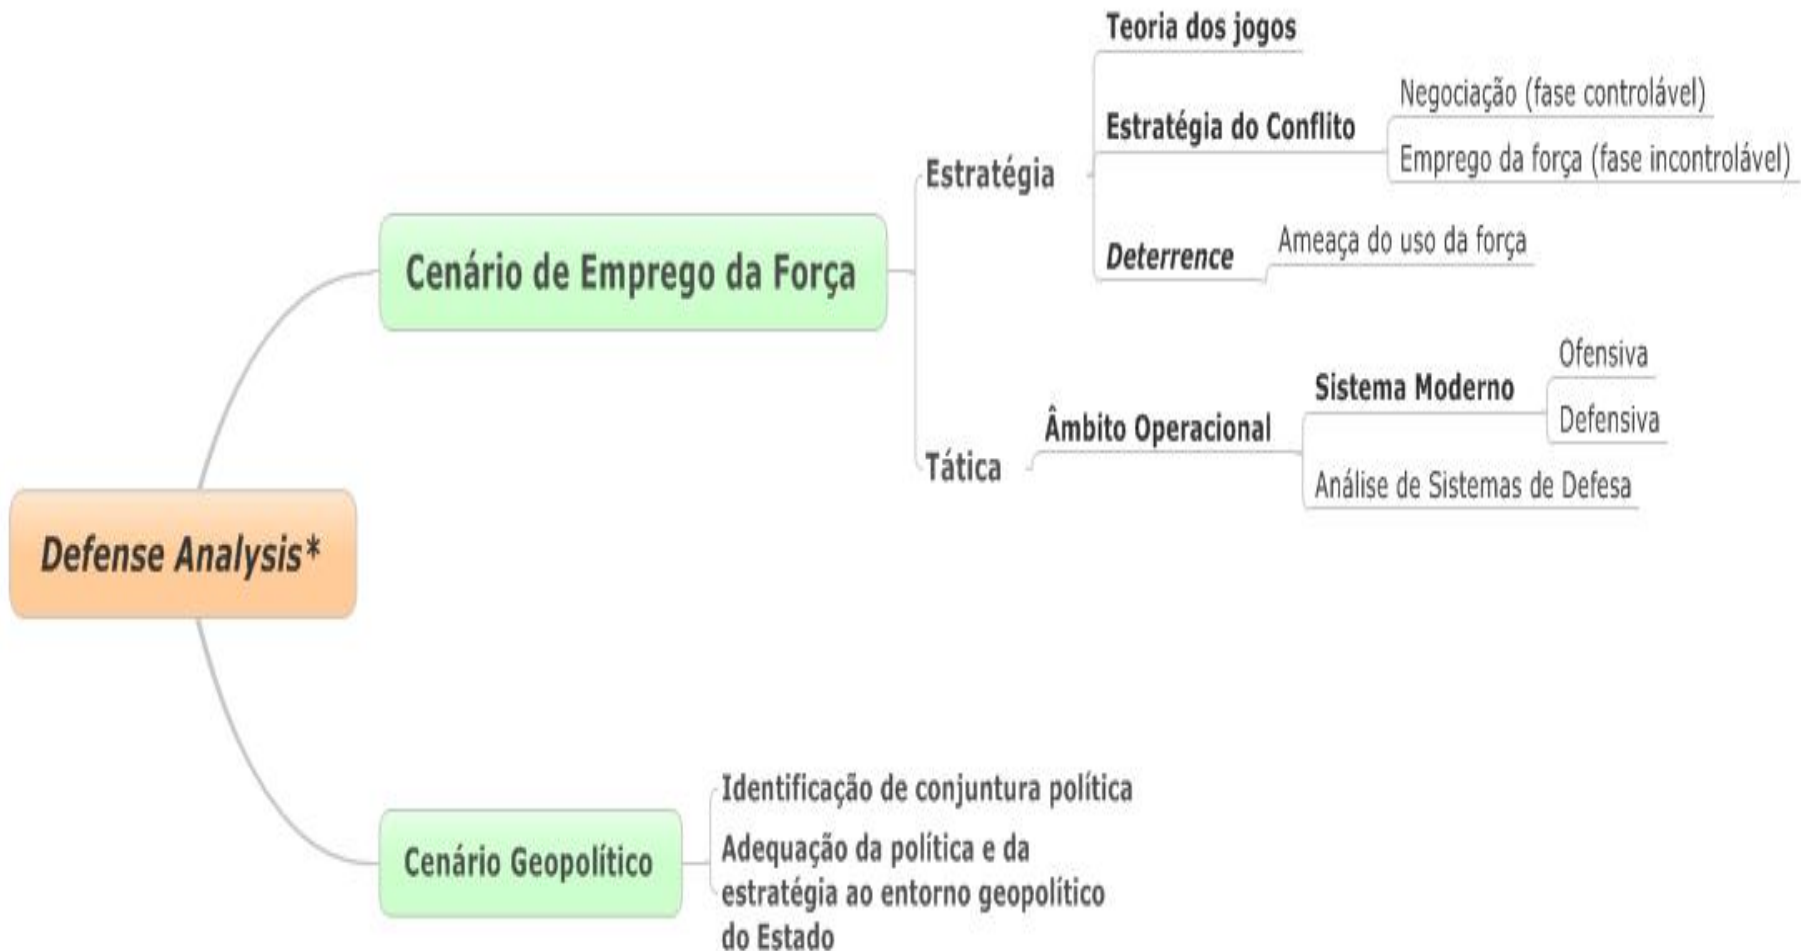 Defense Analysis*
Cenário de Emprego da Força
Estratégia
Teoria dos jogos
Estratégia do Conflito
Negociação (fase controlável)
Emprego da força (fase incontrolável)
Deterrence
Ameaça do uso da força
Tática
Âmbito Operacional
Sistema Moderno
Ofensiva
Defensiva
Análise de Sistemas de Defesa
Cenário Geopolítico
Identificação de conjuntura política
Adequação da política e da
estratégia ao entorno geopolítico
do Estado